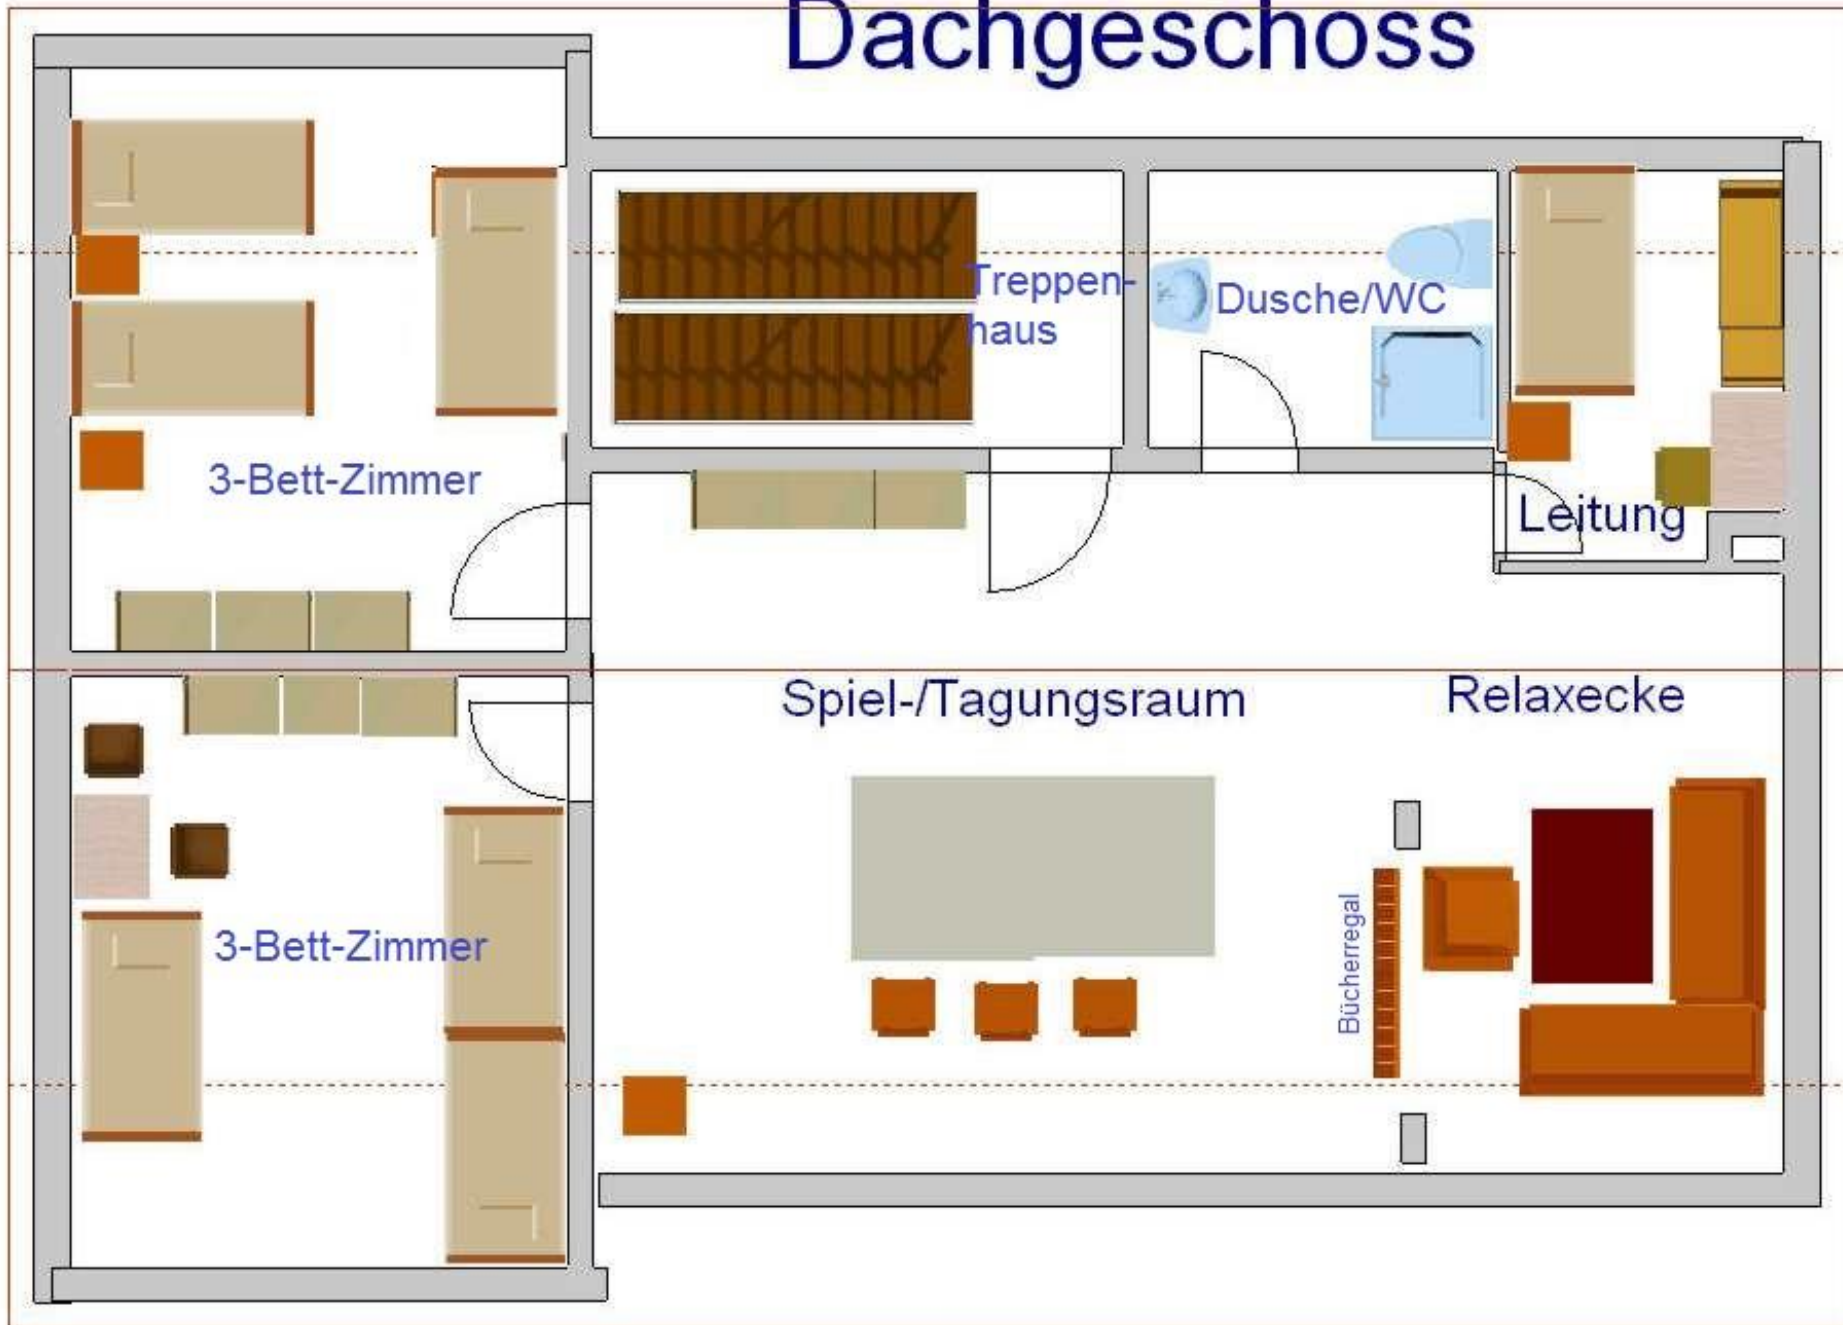 Dachgeschoss
Treppen-
haus
Dusche/WC
3-Bett-Zimmer
Leitung
Spiel-/Tagungsraum
Relaxecke
Bücherregal
3-Bett-Zimmer